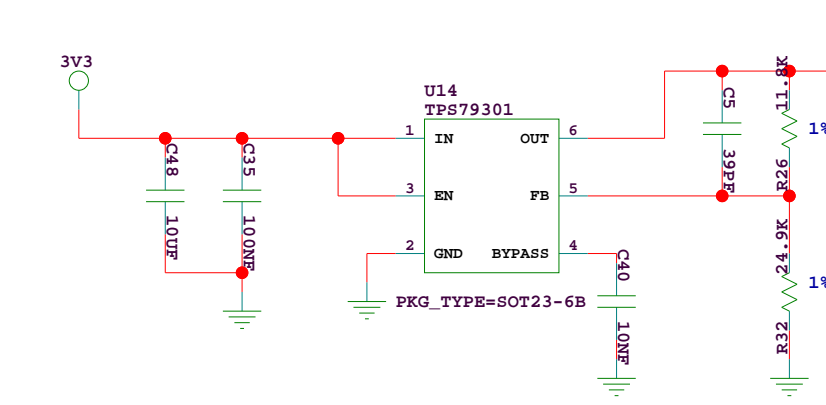 3V3
U14
TPS79301
1
IN
OUT
6
3
EN
FB
5
2
GND
BYPASS
4
PKG_TYPE=SOT23-6B
C48
10UF
C35
100NF
C40
10NF
C5
39PF
11.8K
R26
1%
24.9K
R32
1%